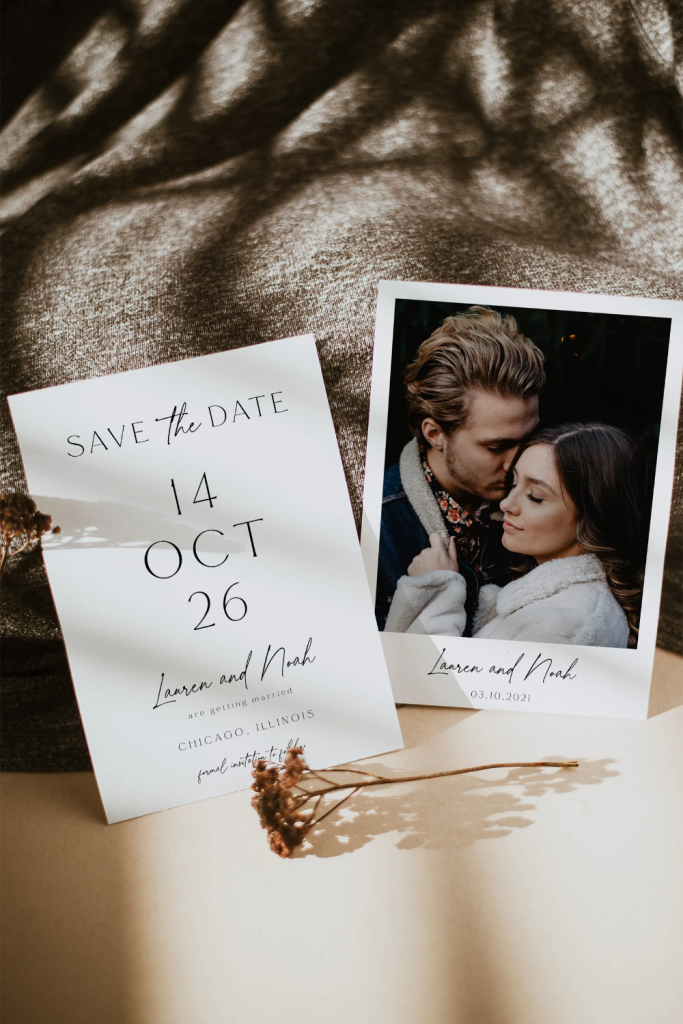 SAVE the DATE
14
OCT
26
Lauren and Noah
are getting married
CHICAGO, ILLINOIS
formal invitation to follow
Lauren and Noah
03.10.2021